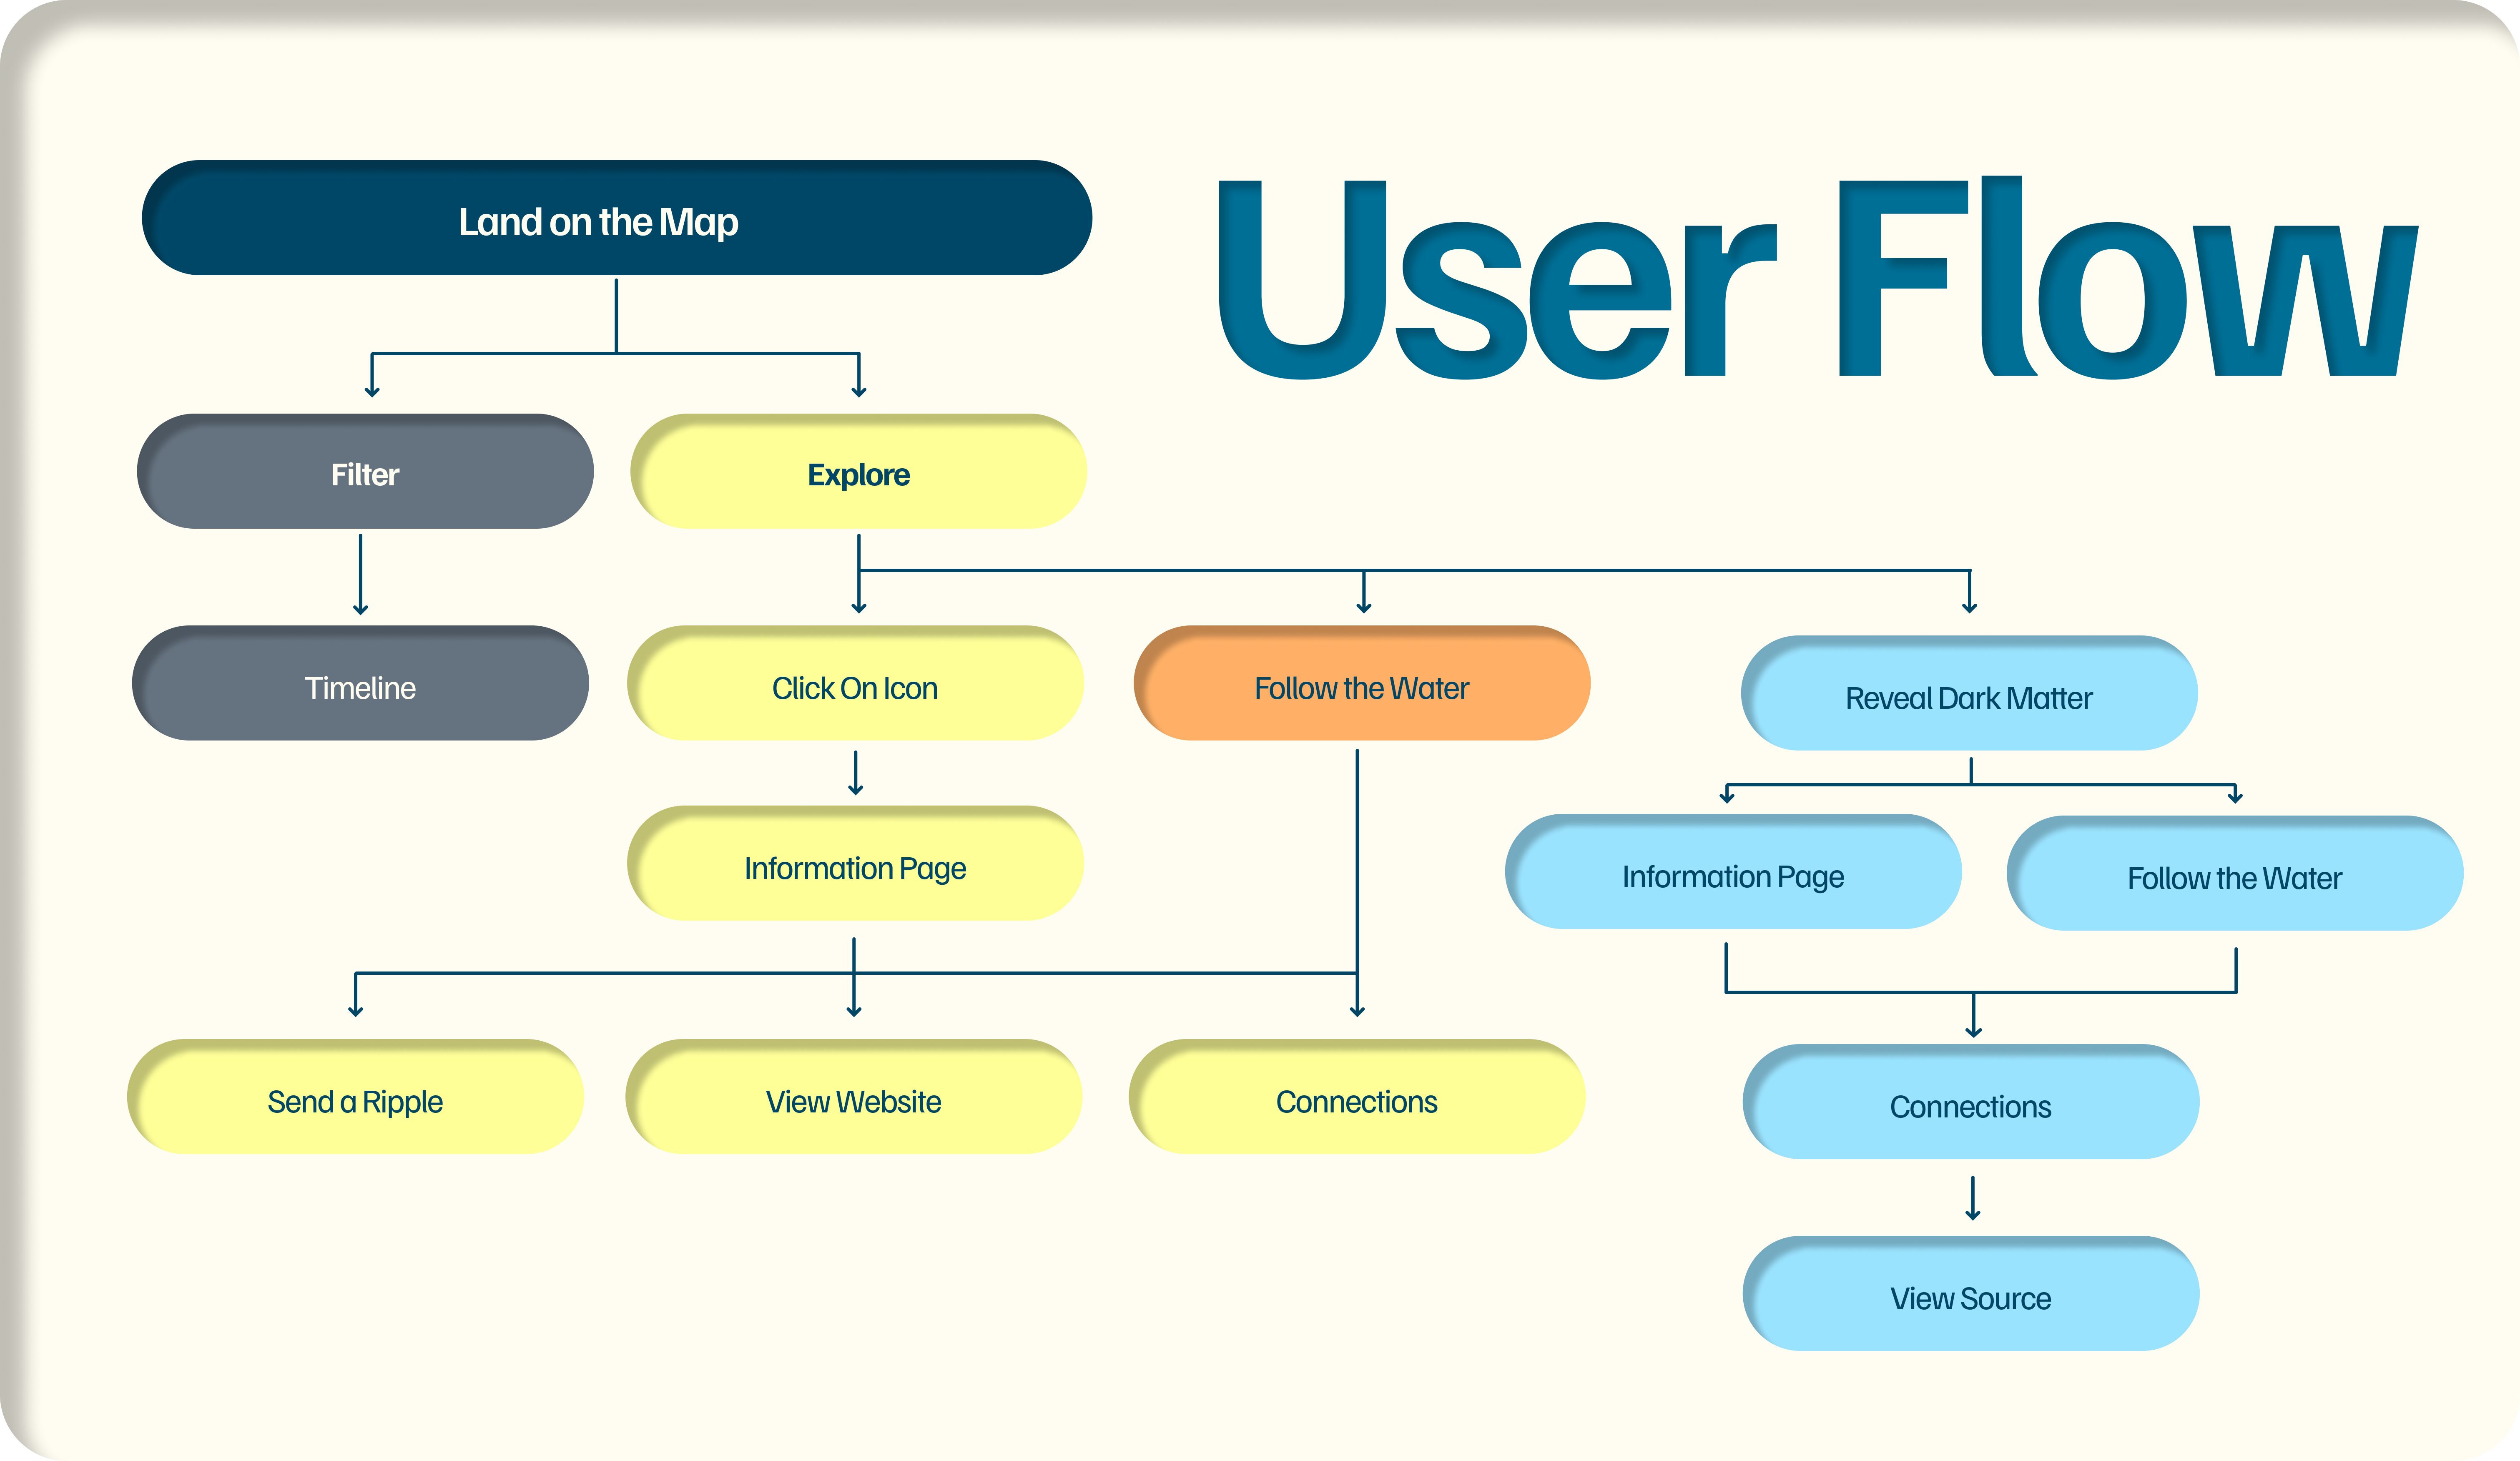 User Flow
Land on the Map
Filter
Explore
Timeline
Click On Icon
Follow the Water
Reveal Dark Matter
Information Page
Information Page
Follow the Water
Send a Ripple
View Website
Connections
Connections
View Source